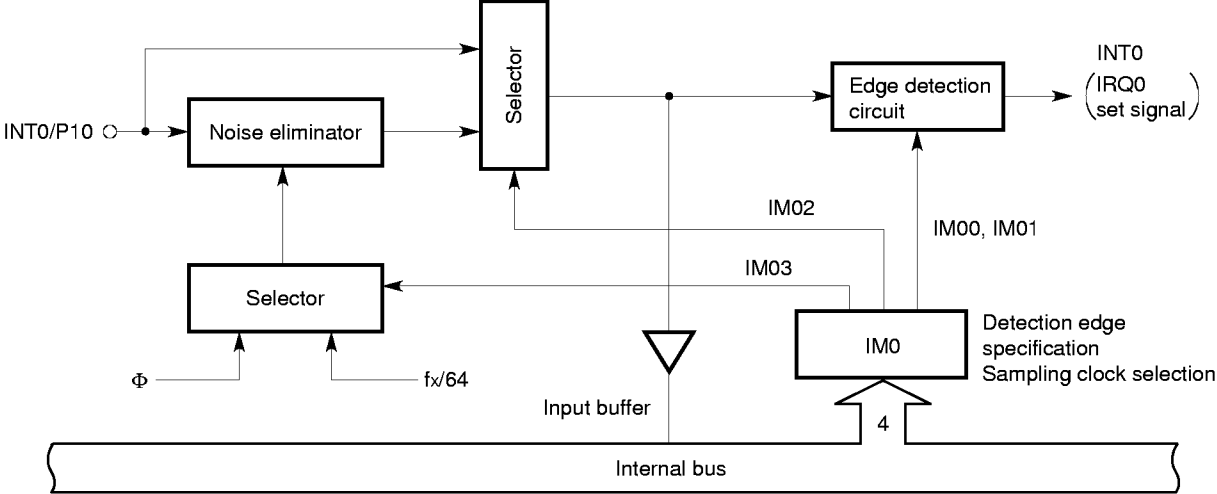 INT0/P10
Noise eliminator
Selector
Edge detection
circuit
INT0
(IRQ0
set signal)
IM02
IM00, IM01
IM03
Selector
Φ
fx/64
IM0
Detection edge
specification
Sampling clock selection
Input buffer
4
Internal bus